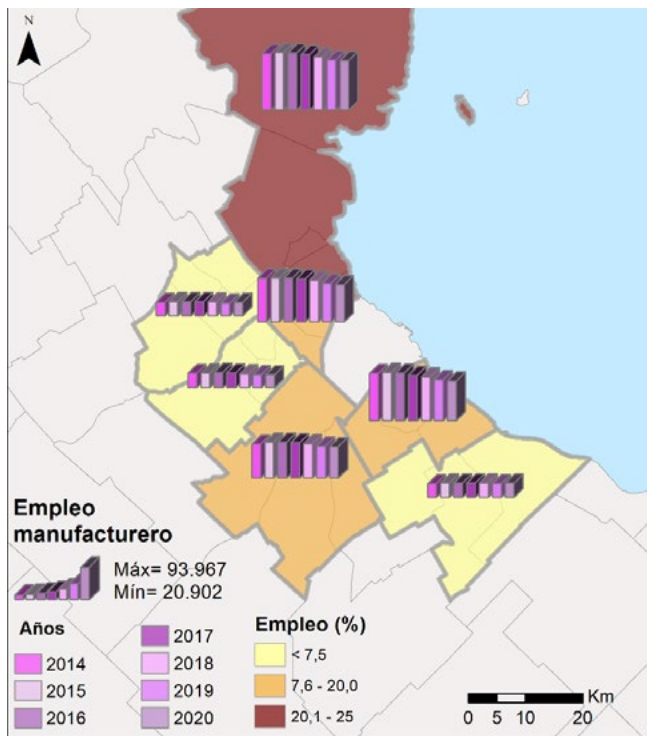 N
Empleo
manufacturero
Máx= 93.967
Mín= 20.902
Años
2014
2015
2016
2017
2018
2019
2020
Empleo (%)
< 7,5
7,6 - 20,0
20,1 - 25
Km
0 5 10 20